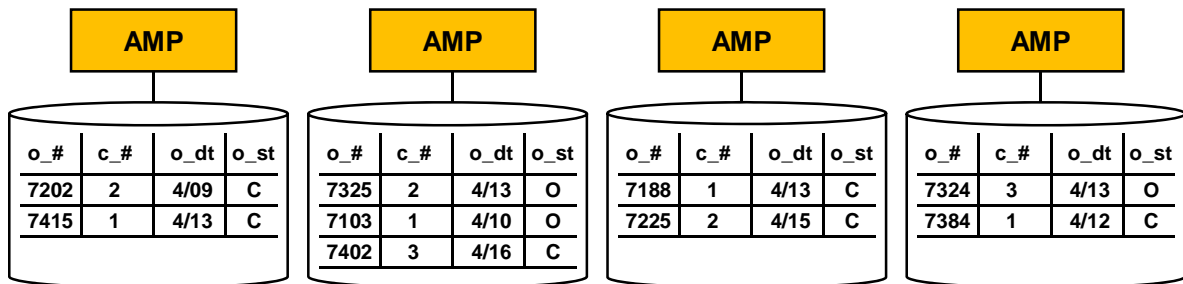 AMP AMP AMP AMP
o_# c_# o_dt o_st o_# c_# o_dt o_st o_# c_# o_dt o_st o_# c_# o_dt o_st
7202 2 4/09 C 7325 2 4/13 O 7188 1 4/13 C 7324 3 4/13 O
7415 1 4/13 C 7103 1 4/10 O 7225 2 4/15 C 7384 1 4/12 C
7402 3 4/16 C